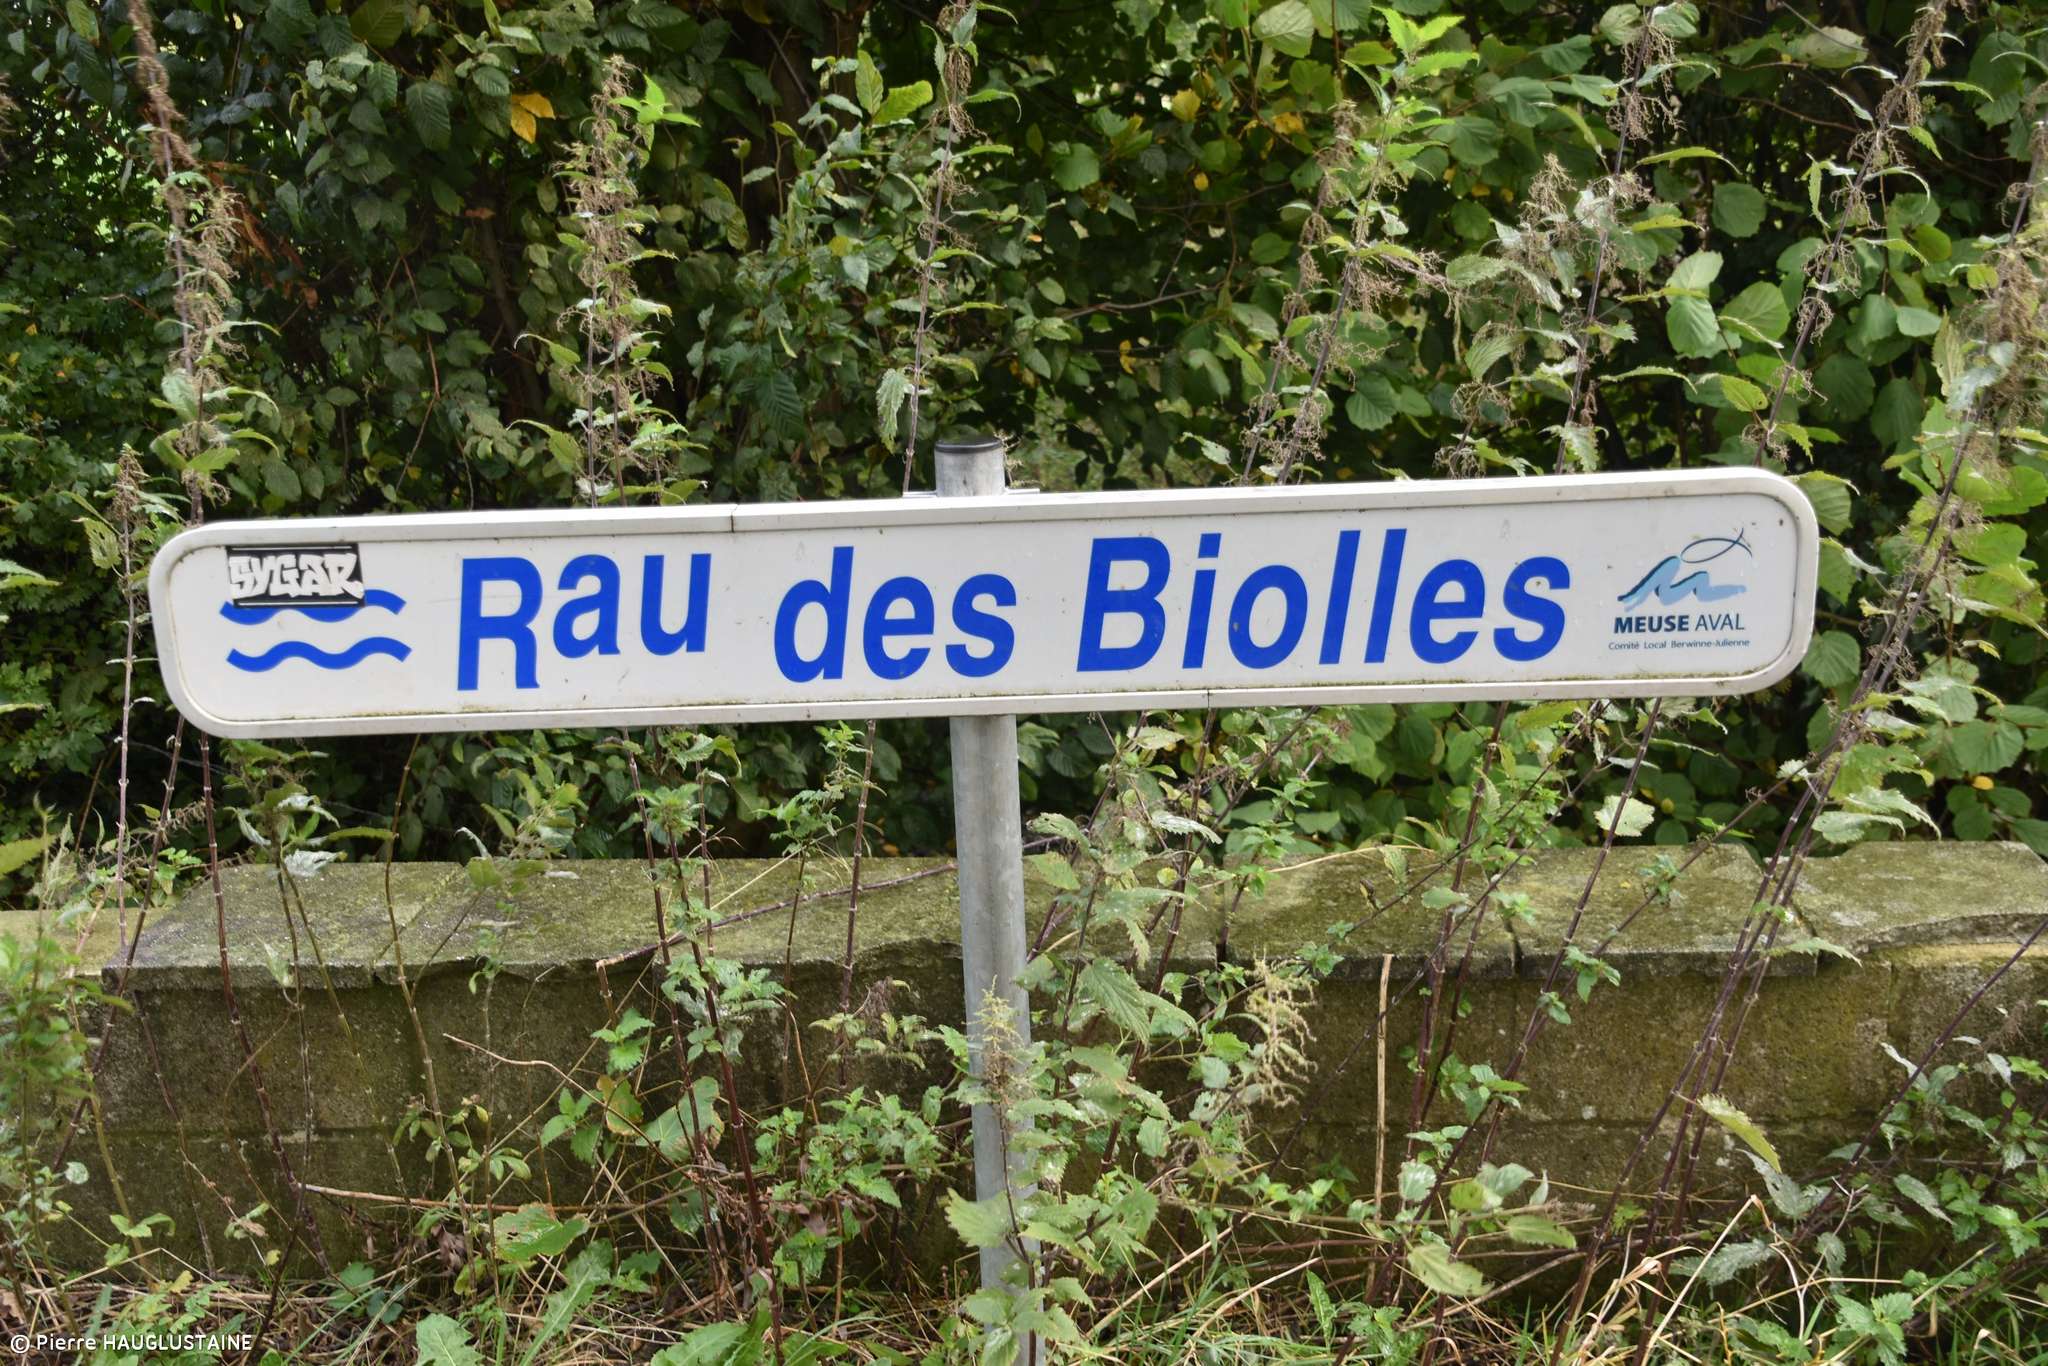 SYGAR
Rau des Biolles
MEUSE AVAL
Comité Local Berwinne-Julienne
© Pierre HAUGLUSTAINE